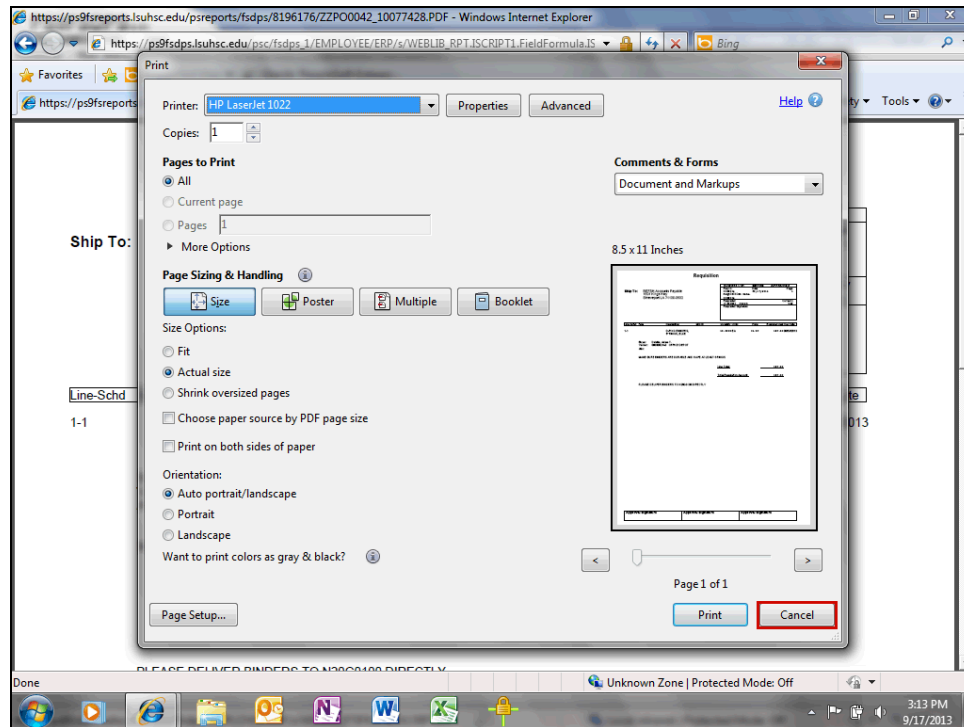 https://ps9fsreports.lsuhsc.edu/psreports/fsdps/8196176/ZZPO0042_10077428.PDF - Windows Internet Explorer
https://ps9fsdps.lsuhsc.edu/psc/fsdps_1/EMPLOYEE/ERP/s/WEBLIB_RPT.ISCRIPT1.FieldFormula.IS
Bing
Favorites
https://ps9fsreports
ty
Tools
Print
Printer: HP LaserJet 1022
Properties
Advanced
Help
Copies: 1
Pages to Print
All
Current page
Pages 1
More Options
Comments & Forms
Document and Markups
Page Sizing & Handling
Size
Poster
Multiple
Booklet
Size Options:
Fit
Actual size
Shrink oversized pages
Choose paper source by PDF page size
Print on both sides of paper
Orientation:
Auto portrait/landscape
Portrait
Landscape
Want to print colors as gray & black?
8.5 x 11 Inches
Requisition
<
>
Page 1 of 1
Page Setup...
Print
Cancel
Ship To:
Line-Schd
te
1-1
013
PLEASE DELIVER BINDERS TO N20C0100 DIRECTLY
Done
Unknown Zone | Protected Mode: Off
3:13 PM
9/17/2013